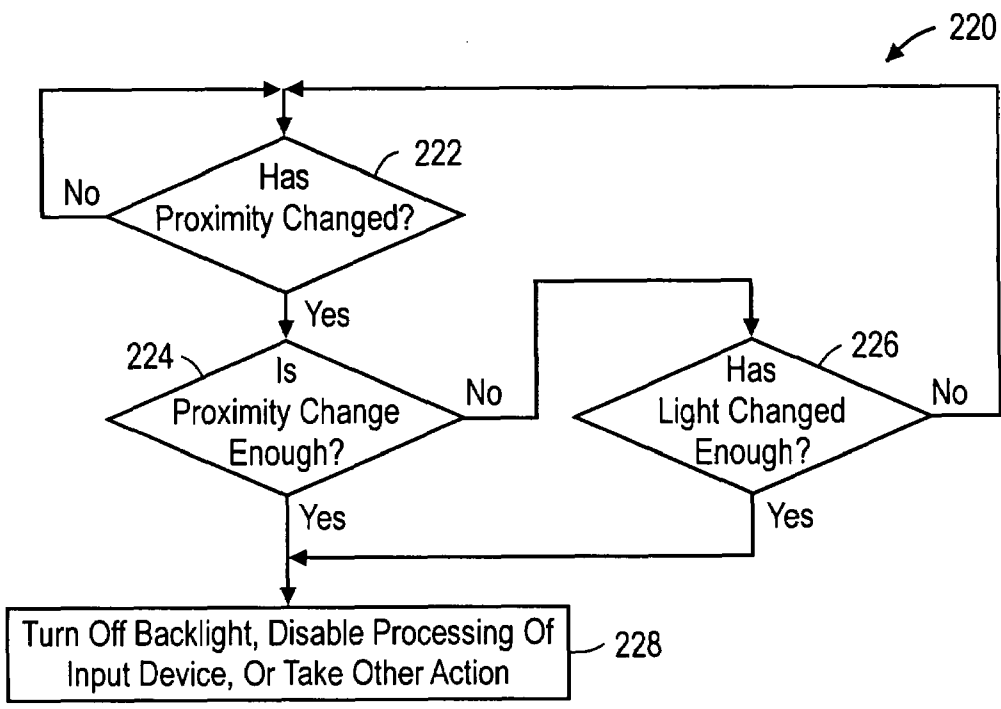 220
Has
Proximity Changed?
222
No
Yes
224
Is
Proximity Change
Enough?
No
Yes
226
Has
Light Changed
Enough?
No
Yes
Turn Off Backlight, Disable Processing Of
Input Device, Or Take Other Action
228